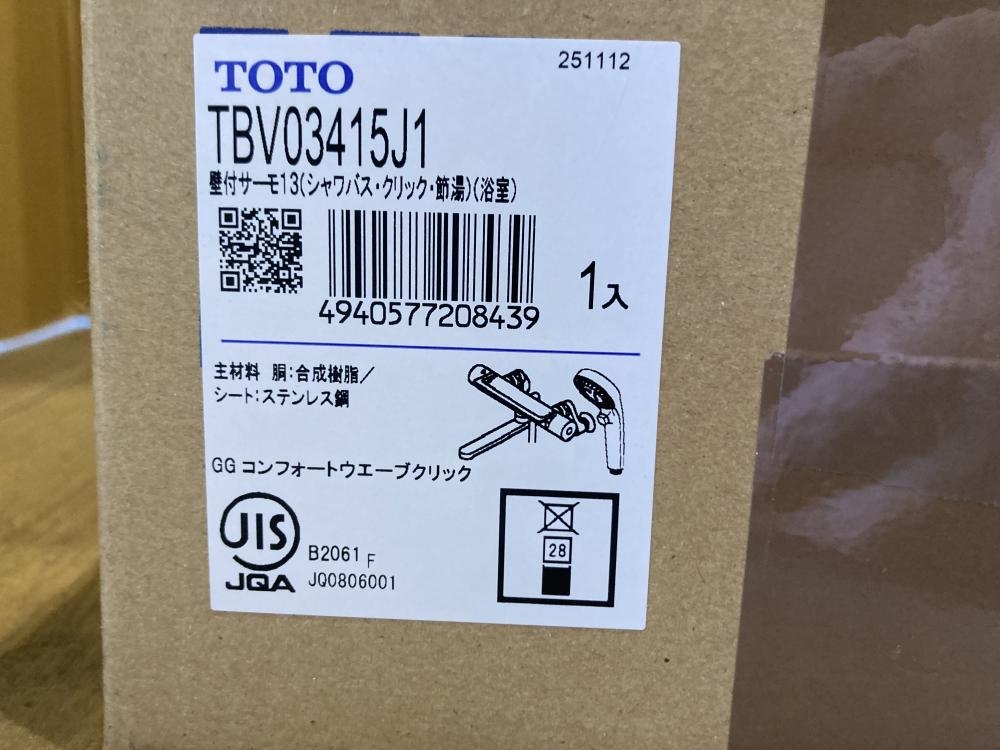 251112
TOTO
TBV03415J1
壁付サーモ13(シャワバス・クリック・節湯)(浴室)
4940577208439
1入
主材料 胴:合成樹脂/
シート:ステンレス鋼
GG コンフォートウエーブクリック
JIS
B2061 F
JQA
JQ0806001
28